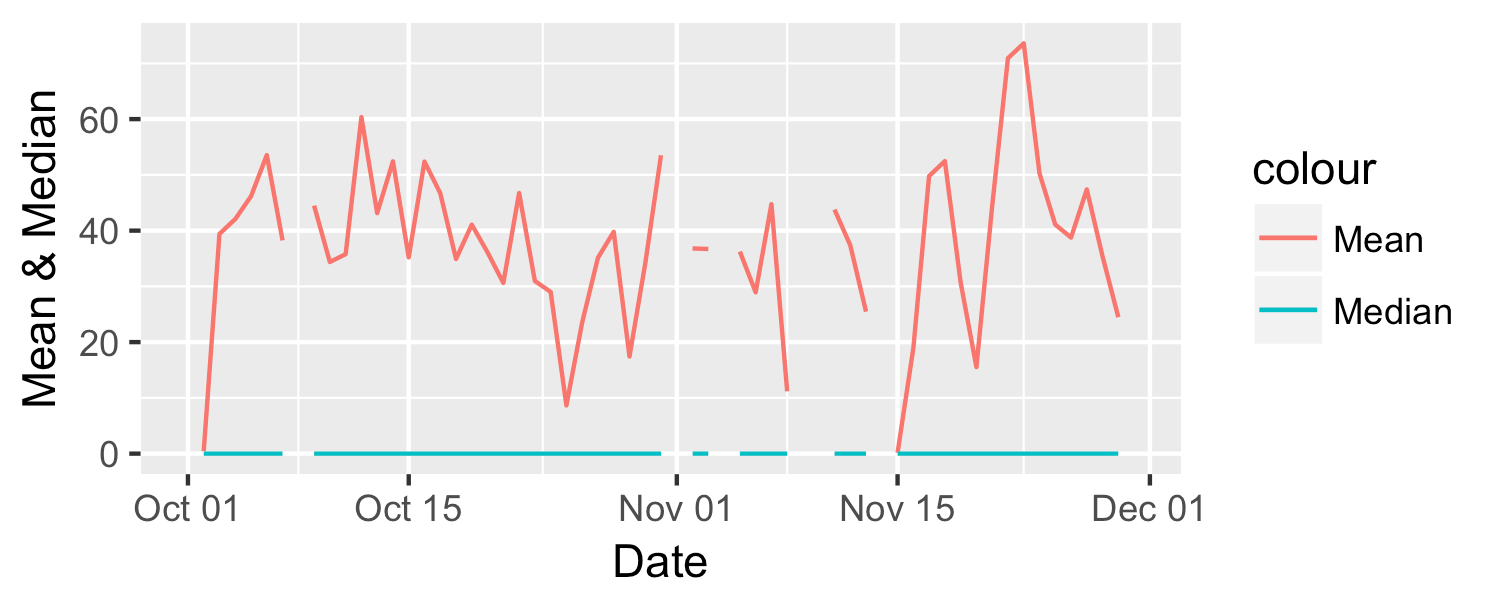 Mean & Median
60
40
20
0
Oct 01
Oct 15
Nov 01
Nov 15
Dec 01
Date
colour
Mean
Median